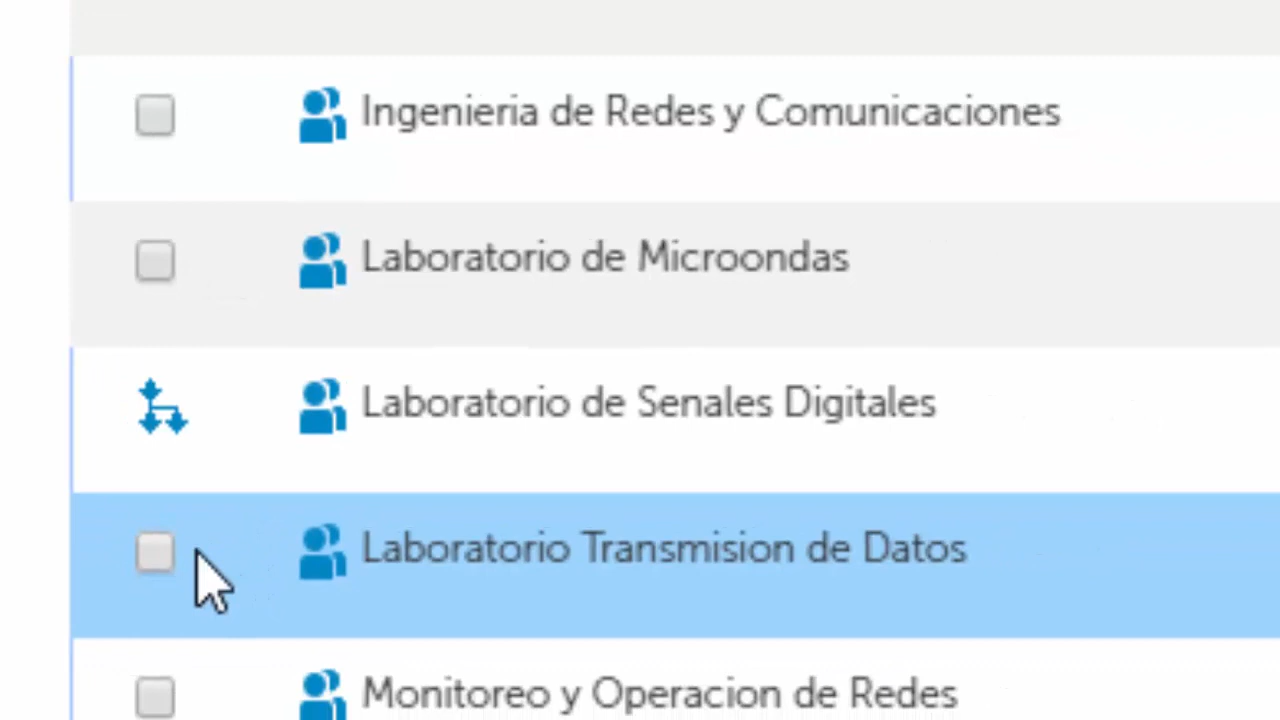 Ingenieria de Redes y Comunicaciones
Laboratorio de Microondas
Laboratorio de Senales Digitales
Laboratorio Transmision de Datos
Monitoreo y Operacion de Redes